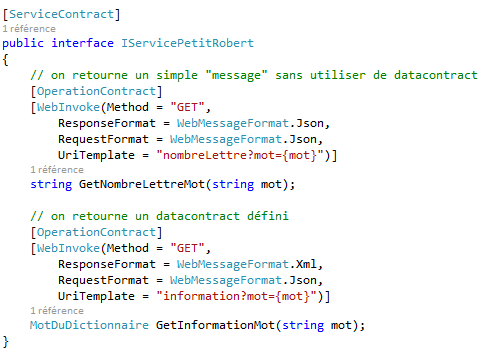 [ServiceContract]
1 référence
public interface IServicePetitRobert
{
// on retourne un simple "message" sans utiliser de datacontract
[OperationContract]
[WebInvoke(Method = "GET",
ResponseFormat = WebMessageFormat.Json,
RequestFormat = WebMessageFormat.Json,
UriTemplate = "nombreLettre?mot={mot}")]
1 référence
string GetNombreLettreMot(string mot);
// on retourne un datacontract défini
[OperationContract]
[WebInvoke(Method = "GET",
ResponseFormat = WebMessageFormat.Xml,
RequestFormat = WebMessageFormat.Json,
UriTemplate = "information?mot={mot}")]
1 référence
MotDuDictionnaire GetInformationMot(string mot);
}